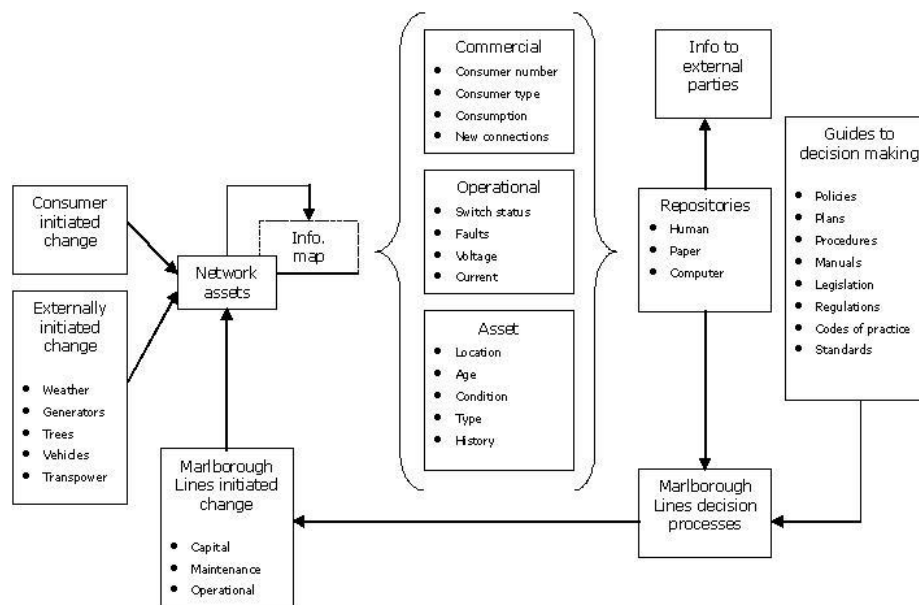 Consumer
initiated
change
Externally
initiated
change
• Weather
• Generators
• Trees
• Vehicles
• Transpower
Network
assets
Info.
map
Marlborough
Lines initiated
change
• Capital
• Maintenance
• Operational
Commercial
• Consumer number
• Consumer type
• Consumption
• New connections
Operational
• Switch status
• Faults
• Voltage
• Current
Asset
• Location
• Age
• Condition
• Type
• History
Info to
external
parties
Repositories
• Human
• Paper
• Computer
Marlborough
Lines decision
processes
Guides to
decision making
• Policies
• Plans
• Procedures
• Manuals
• Legislation
• Regulations
• Codes of practice
• Standards